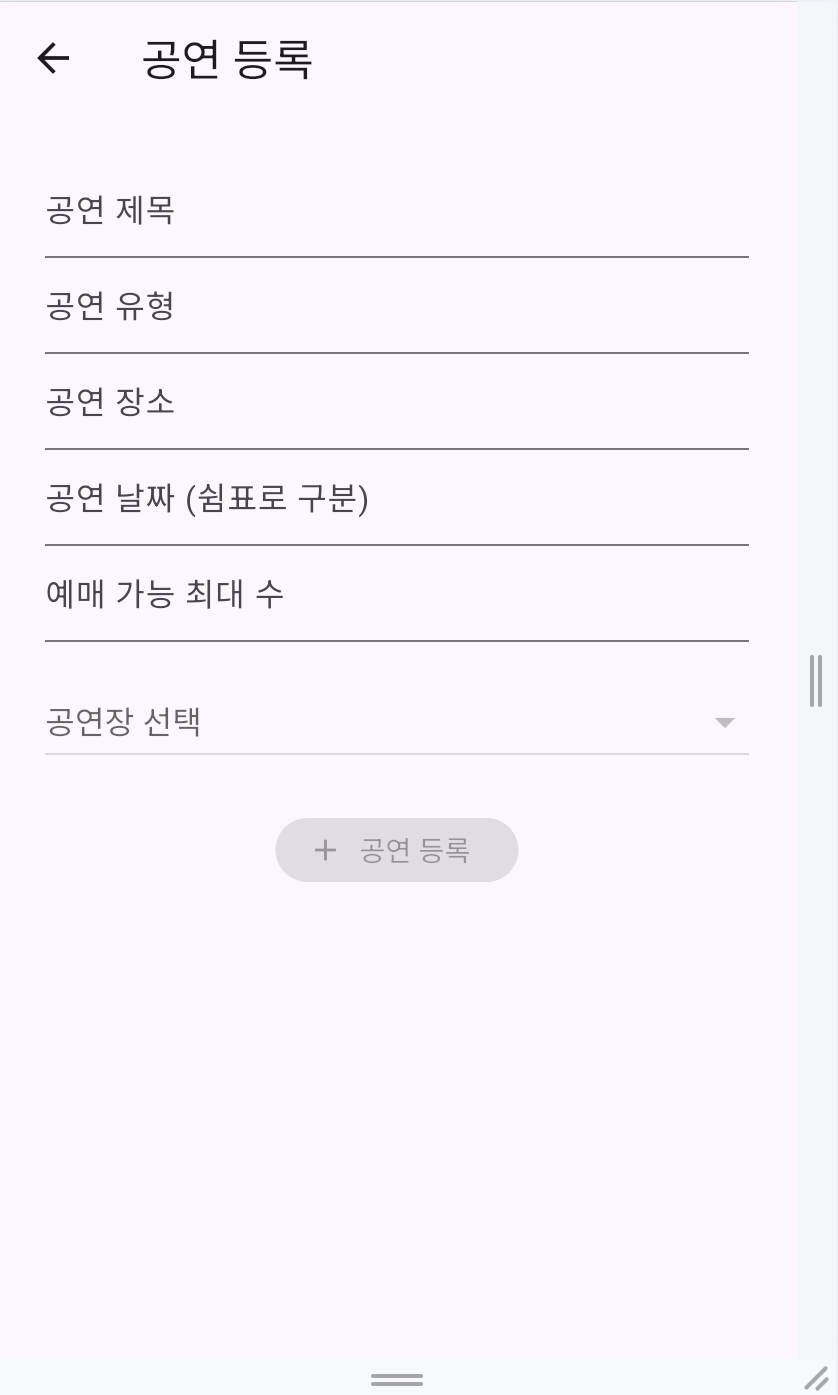 공연 등록
공연 제목
공연 유형
공연 장소
공연 날짜 (쉼표로 구분)
예매 가능 최대 수
공연장 선택
+ 공연 등록